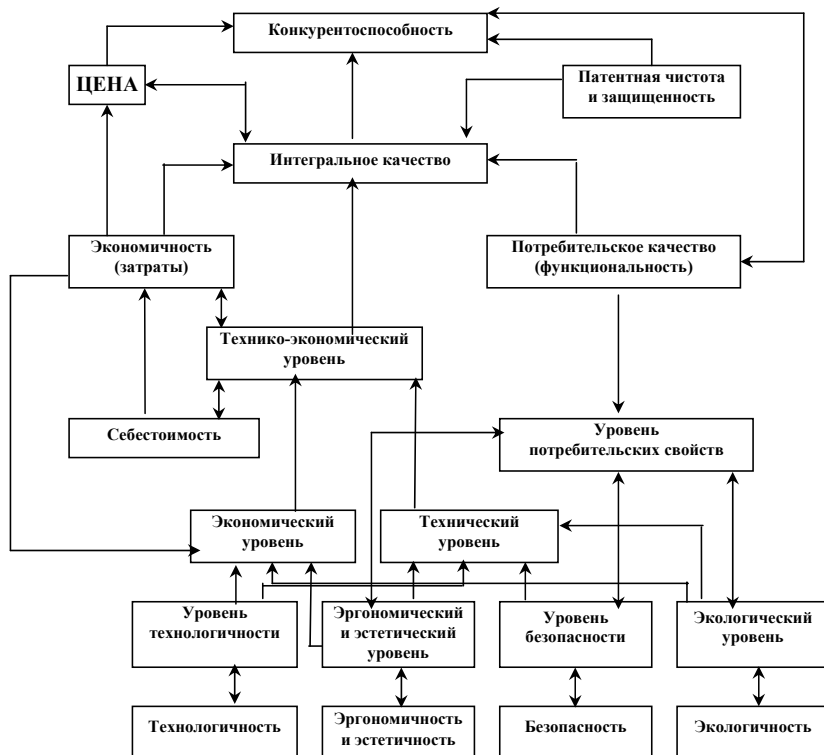 Конкурентоспособность
ЦЕНА
Патентная чистота
и защищенность
Интегральное качество
Экономичность
(затраты)
Потребительское качество
(функциональность)
Технико-экономический
уровень
Себестоимость
Уровень
потребительских свойств
Экономический
уровень
Технический
уровень
Уровень
технологичности
Эргономический
и эстетический
уровень
Уровень
безопасности
Экологический
уровень
Технологичность
Эргономичность
и эстетичность
Безопасность
Экологичность